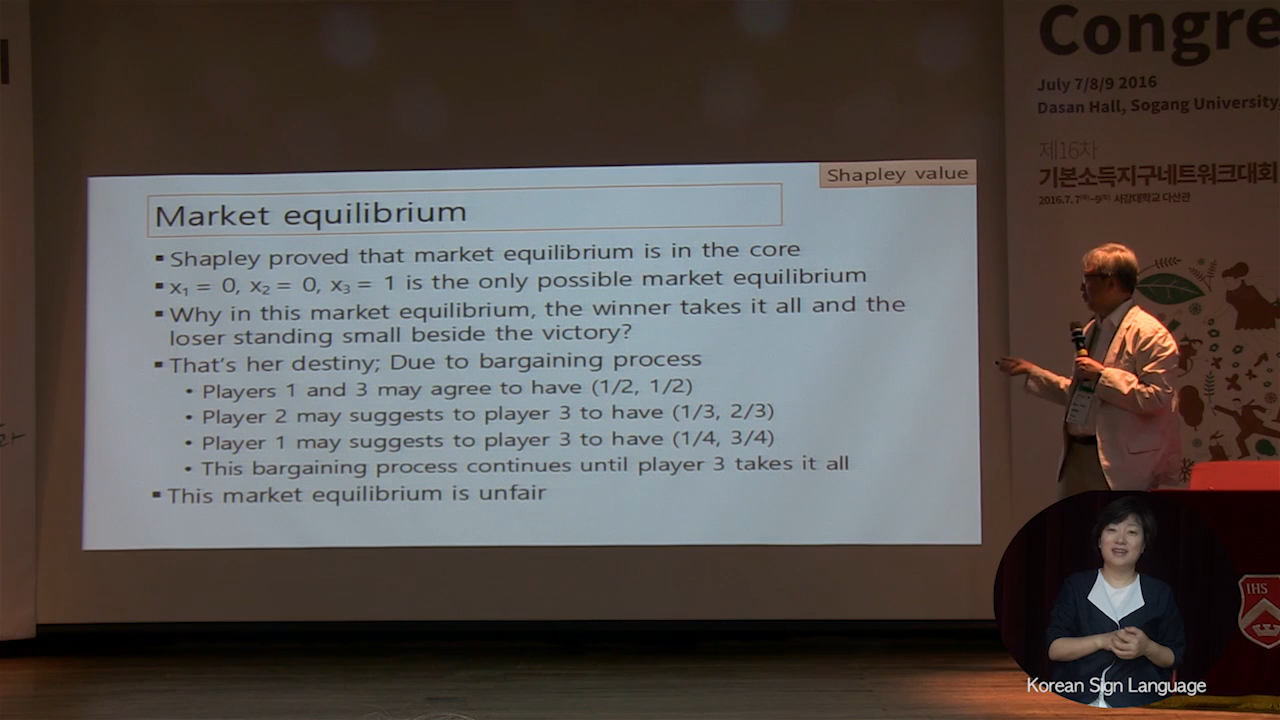 Congre
July 7/8/9 2016
Dasan Hall, Sogang University,
제16차
기본소득지구네트워크대회
2016.7. 7(목)-9(토) 서강대학교 다산관
Shapley value
Market equilibrium
▪ Shapley proved that market equilibrium is in the core
▪ x₁ = 0, x₂ = 0, x₃ = 1 is the only possible market equilibrium
▪ Why in this market equilibrium, the winner takes it all and the
loser standing small beside the victory?
▪ That's her destiny; Due to bargaining process
• Players 1 and 3 may agree to have (1/2, 1/2)
• Player 2 may suggests to player 3 to have (1/3, 2/3)
• Player 1 may suggests to player 3 to have (1/4, 3/4)
• This bargaining process continues until player 3 takes it all
▪ This market equilibrium is unfair
IHS
Korean Sign Language